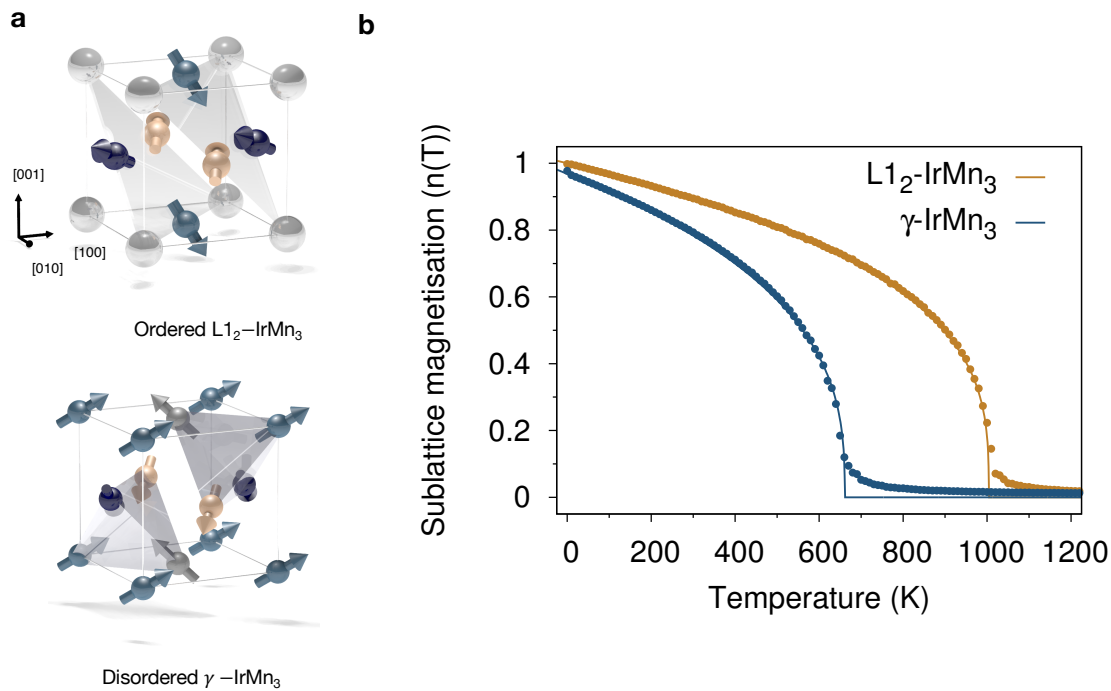 a
[001]
[100]
[010]
Ordered L1₂–IrMn₃
Disordered γ –IrMn₃
b
Sublattice magnetisation (n(T))
1
0.8
0.6
0.4
0.2
0
L1₂-IrMn₃
γ-IrMn₃
0 200 400 600 800 1000 1200
Temperature (K)